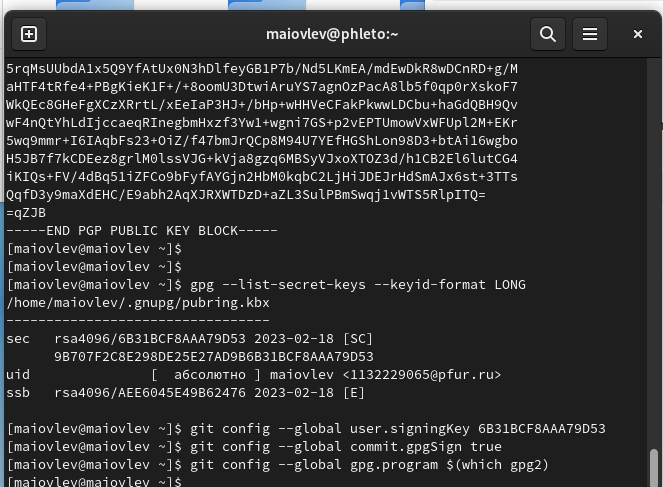 maiovlev@phleto:~
5rqMsUUbdA1x5Q9YfAtUx0N3hDlfeyGB1P7b/Nd5LKmEA/mdEwDkR8wDCnRD+g/M
aHTF4tRfe4+PBgKieK1F+/+8oomU3DtwiAruYS7agnOzPacA8lb5f0qp0rXskoF7
WkQEc8GHeFgXCzXRrtL/xEeIaP3HJ+/bHp+wHHVeCFakPkwwLDCbu+haGdQBH9Qv
wF4nQtYhLdIjccaeqRInegbmHxzf3Yw1+wgni7GS+p2vEPTUmowVxWFUpl2M+EKr
5wq9mmr+I6IAqbFs23+OiZ/f47bmJrQCp8M94U7YEfHGShLon98D3+btAi16wgbo
H5JB7f7kCDEez8grlM0lssVJG+kVja8gzq6MBSyVJxoXTOZ3d/h1CB2El6lutCG4
iKIQs+FV/4dBq51iZFCo9bFyfAYGjn2HbM0kqbC2LjHiJDEJrHdSmAJx6st+3TTs
QqfD3y9maXdEHC/E9abh2AqXJRXWTDzD+aZL3SulPBmSwqj1vWTS5RlpITQ=
=qZJB
-----END PGP PUBLIC KEY BLOCK-----
[maiovlev@maiovlev ~]$
[maiovlev@maiovlev ~]$
[maiovlev@maiovlev ~]$ gpg --list-secret-keys --keyid-format LONG
/home/maiovlev/.gnupg/pubring.kbx
---------------------------------
sec   rsa4096/6B31BCF8AAA79D53 2023-02-18 [SC]
      9B707F2C8E298DE25E27AD9B6B31BCF8AAA79D53
uid               [  абсолютно ] maiovlev <1132229065@pfur.ru>
ssb   rsa4096/AEE6045E49B62476 2023-02-18 [E]

[maiovlev@maiovlev ~]$ git config --global user.signingKey 6B31BCF8AAA79D53
[maiovlev@maiovlev ~]$ git config --global commit.gpgSign true
[maiovlev@maiovlev ~]$ git config --global gpg.program $(which gpg2)
[maiovlev@maiovlev ~]$